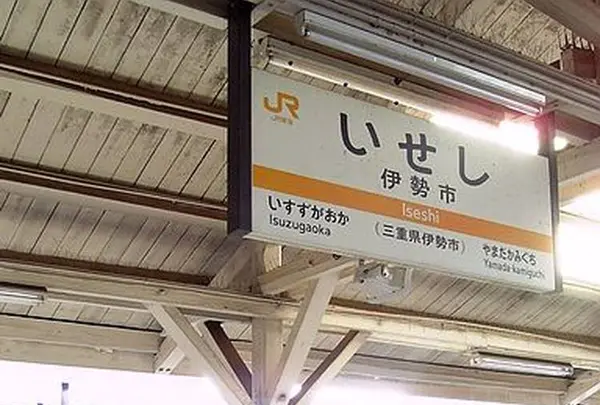 JR
JR東海
いせし
伊勢市
Iseshi
いすずがおか
Isuzugaoka
（三重県伊勢市）
やまだかみぐち
Yamada-kamiguchi